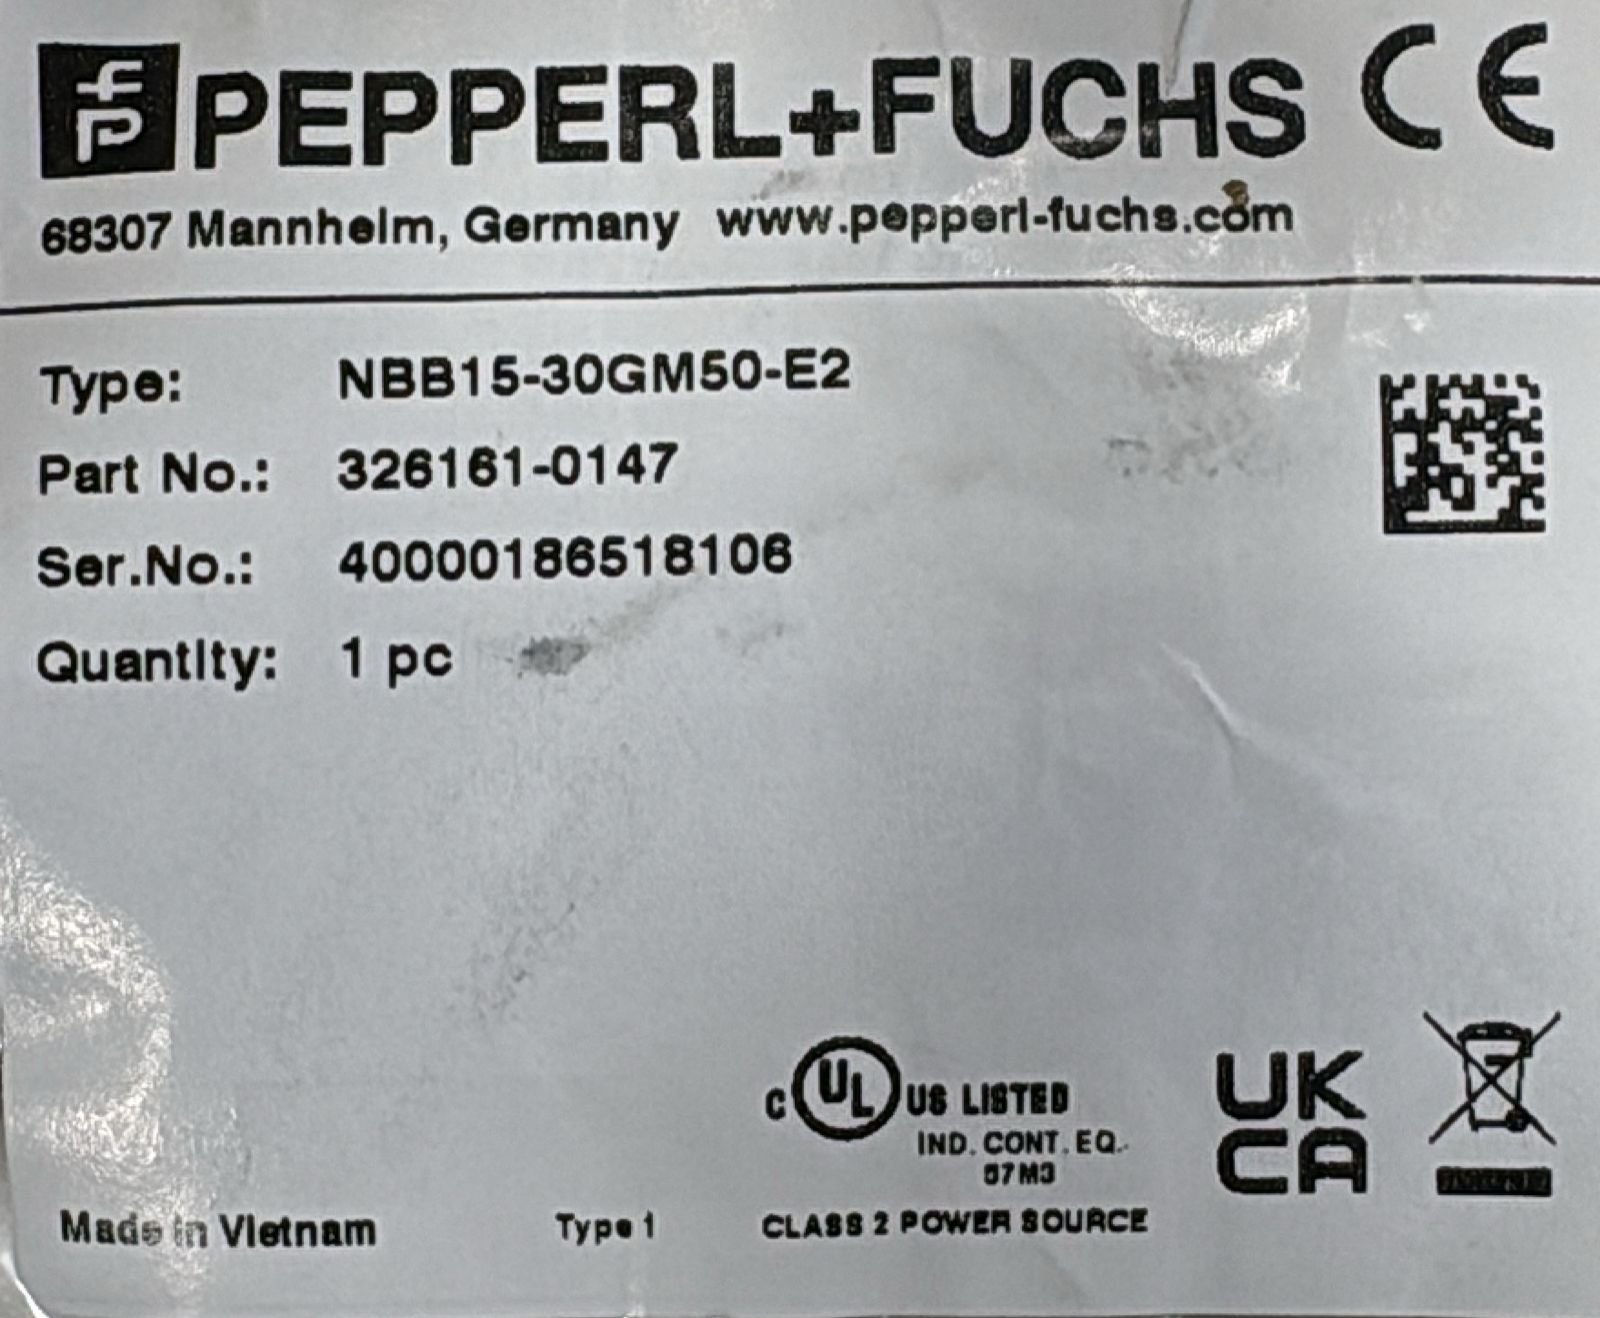 PEPPERL+FUCHS CE
68307 Mannheim, Germany www.pepperl-fuchs.com
Type: NBB15-30GM50-E2
Part No.: 326161-0147
Ser.No.: 40000186518106
Quantity: 1 pc
c UL US LISTED
IND. CONT. EQ.
57M3
UK
CA
Made in Vietnam Type 1 CLASS 2 POWER SOURCE